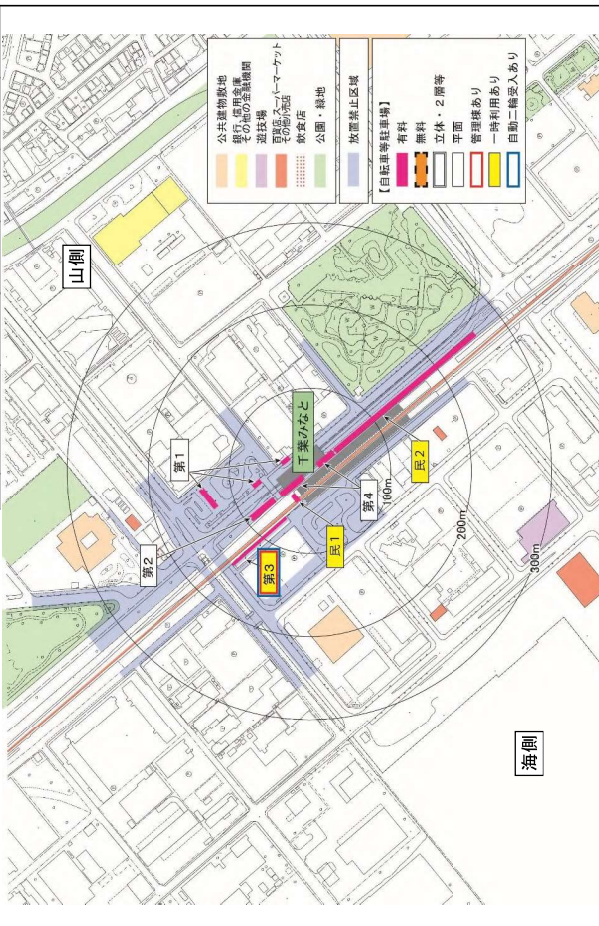 公共建物敷地
銀行、信用金庫
その他の金融機関
遊技場
百貨店、スーパーマーケット
その他小売店
飲食店
公園・緑地
放置禁止区域
【自転車等駐車場】
有料
無料
立体・2層等
平面
管理棟あり
一時利用あり
自動二輪受入あり
山側
第1
千葉みなと
第2
第3
民1
第4
民2
100m
200m
300m
海側